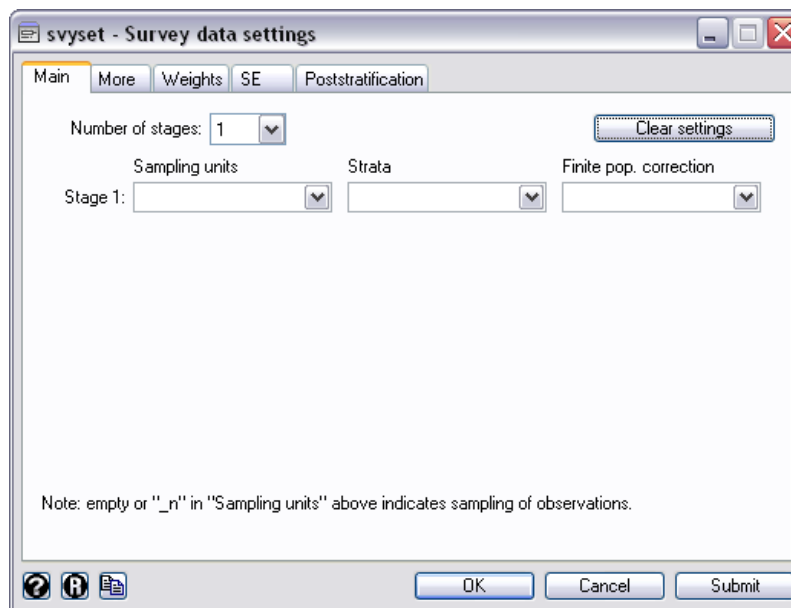 svyset - Survey data settings
Main More Weights SE Poststratification
Number of stages: 1 Clear settings
Sampling units Strata Finite pop. correction
Stage 1:
Note: empty or "_n" in "Sampling units" above indicates sampling of observations.
? R OK Cancel Submit